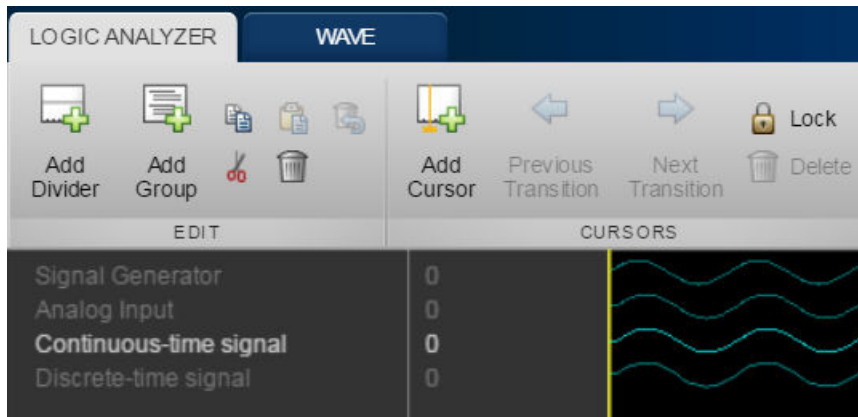 LOGIC ANALYZER
WAVE
Add Divider
Add Group
Add Cursor
Previous Transition
Next Transition
Lock
Delete
EDIT
CURSORS
Signal Generator 0
Analog Input 0
Continuous-time signal 0
Discrete-time signal 0